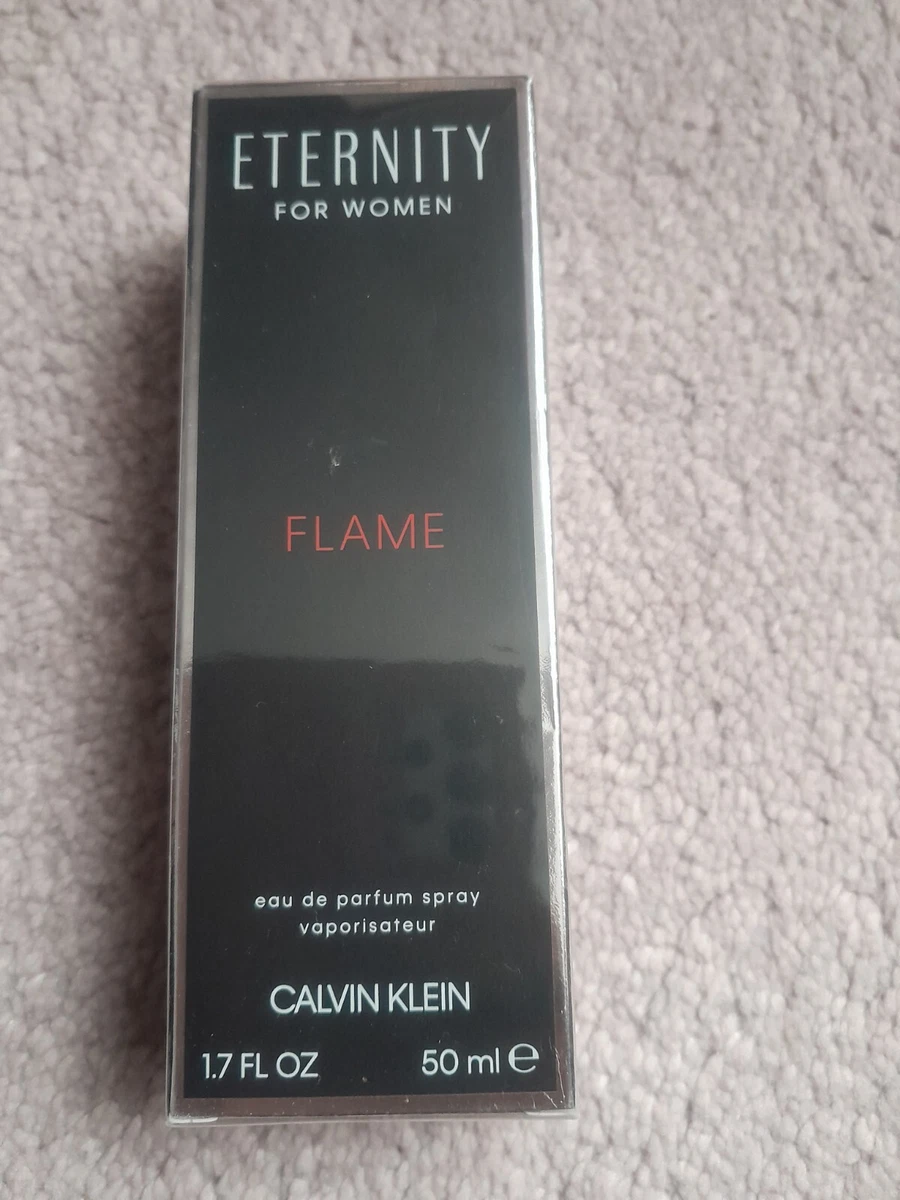 ETERNITY
FOR WOMEN
FLAME
eau de parfum spray
vaporisateur
CALVIN KLEIN
1.7 FL OZ 50 ml ℮